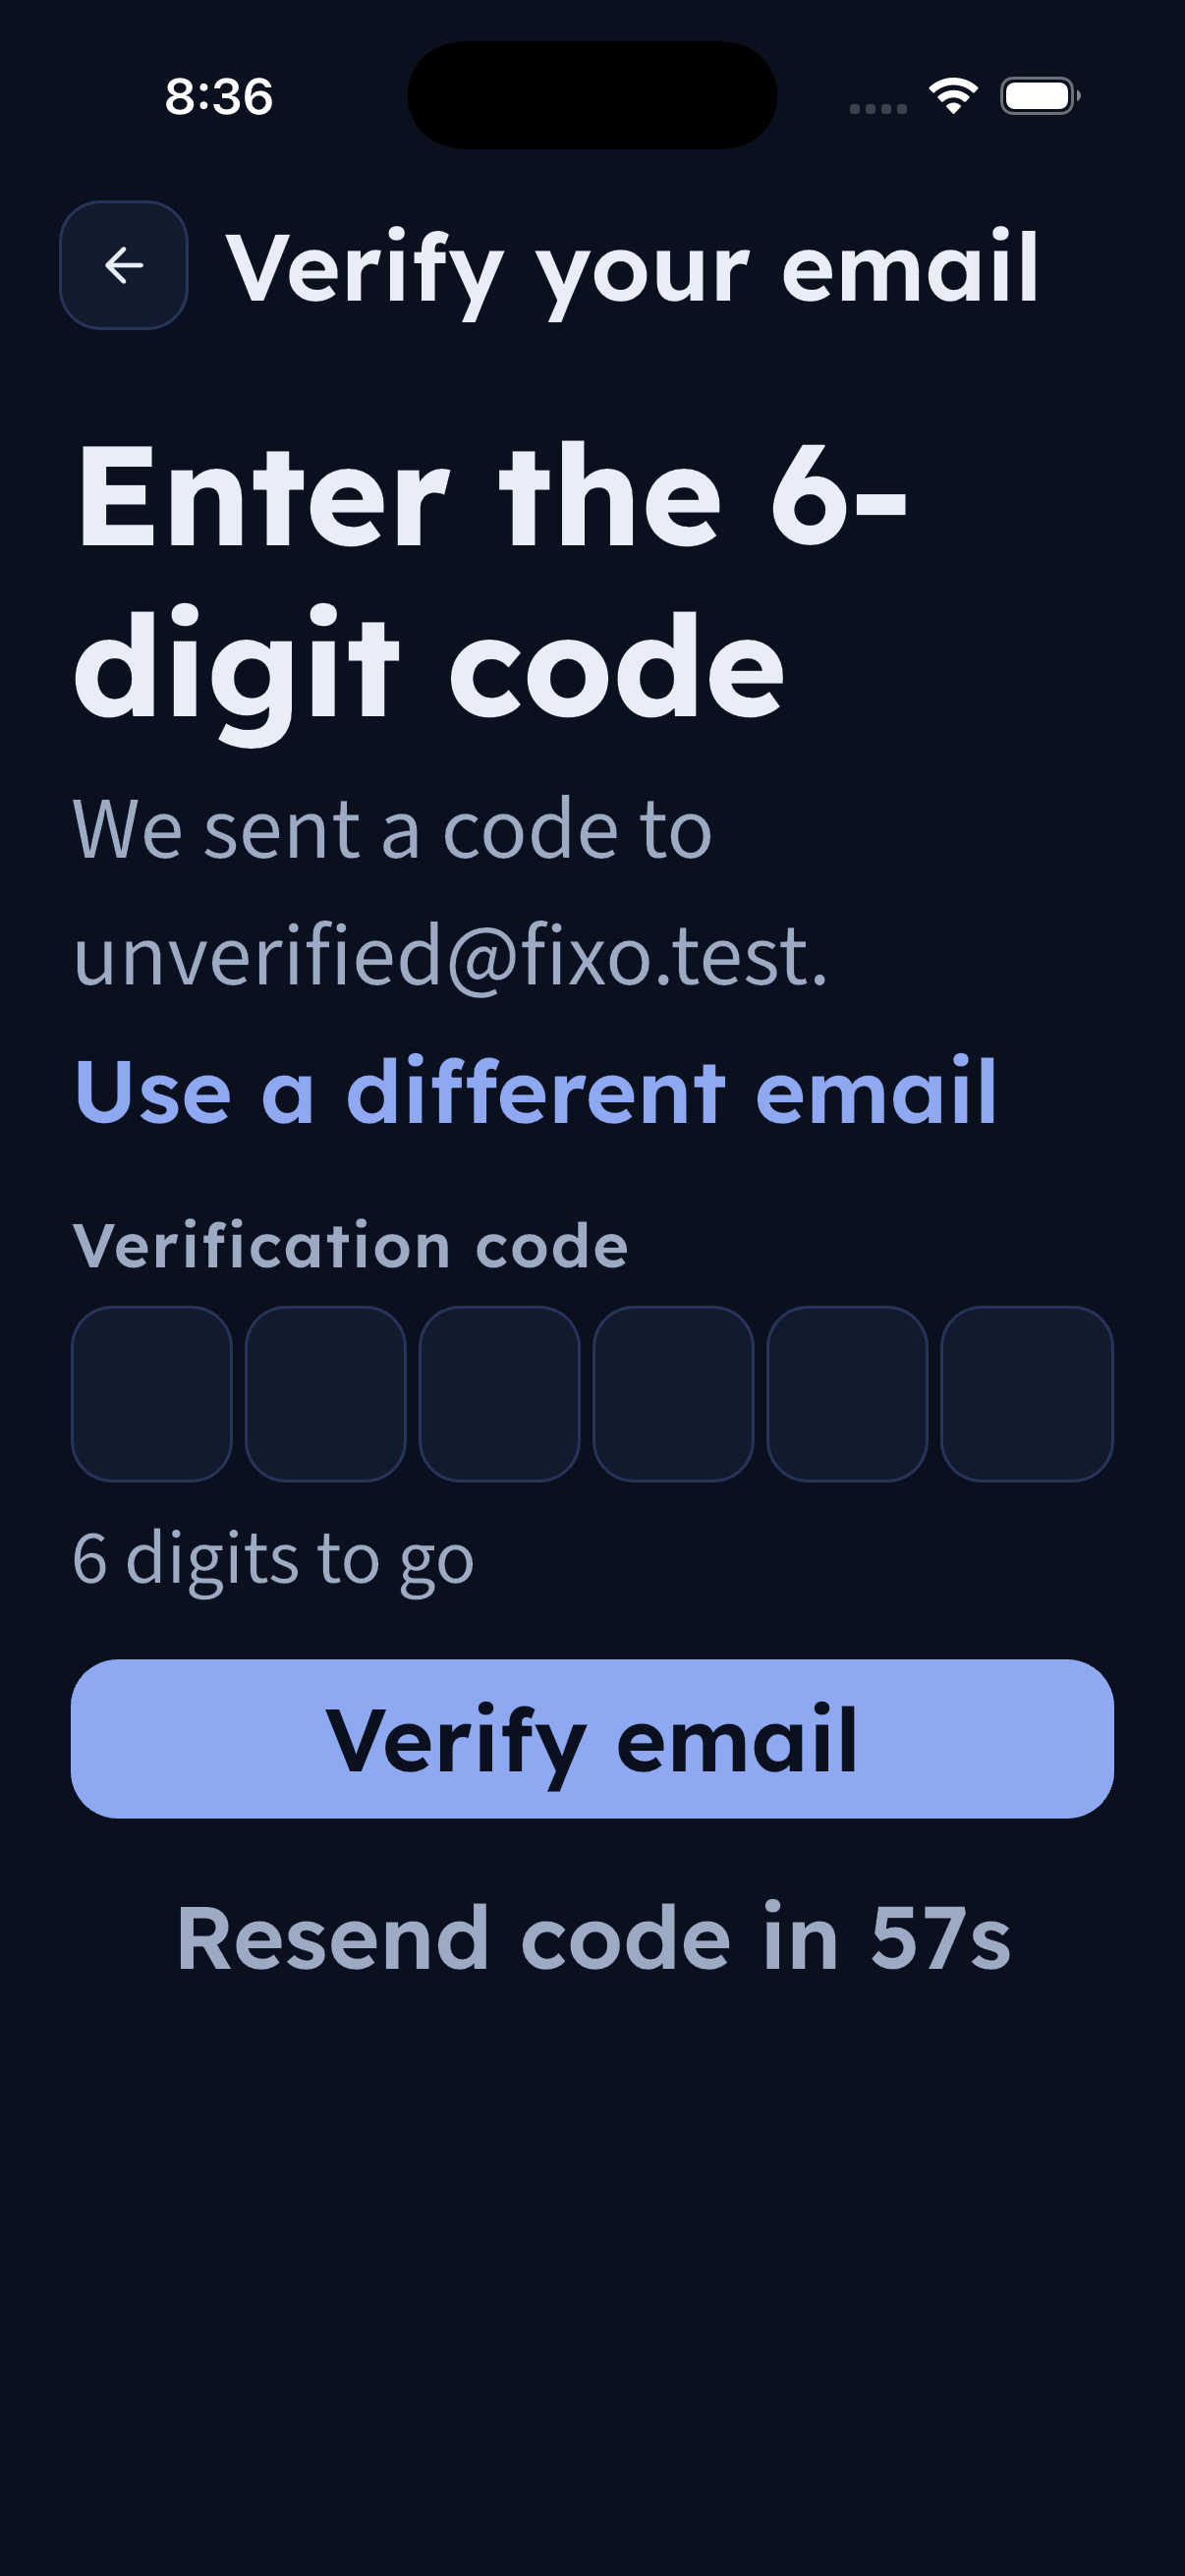 8:36
Verify your email
Enter the 6-
digit code
We sent a code to
unverified@fixo.test.
Use a different email
Verification code
6 digits to go
Verify email
Resend code in 57s